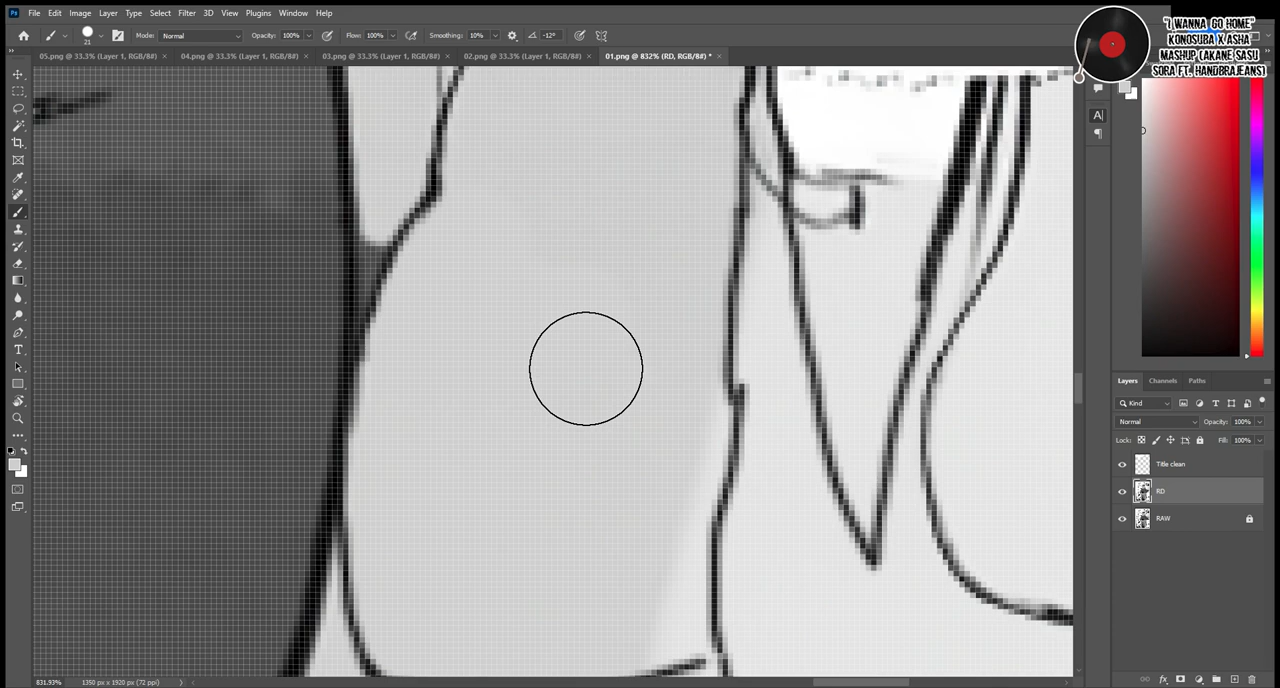 Ps File Edit Image Layer Type Select Filter 3D View Plugins Window Help
"I WANNA GO HOME"
KONOSUBA X ASHA
MASHUP (AKANE SASU
SORA FT. HANDBRAJEANS)
21 Mode: Normal Opacity: 100% Flow: 100% Smoothing: 10% -12°
05.png @ 33.3% (Layer 1, RGB/8#) × 04.png @ 33.3% (Layer 1, RGB/8#) × 03.png @ 33.3% (Layer 1, RGB/8#) × 02.png @ 33.3% (Layer 1, RGB/8#) × 01.png @ 832% (RD, RGB/8#) * ×
Layers Channels Paths
Kind
Normal Opacity: 100%
Lock: Fill: 100%
Title clean
RD
RAW
831.93% 1350 px x 1920 px (72 ppi)